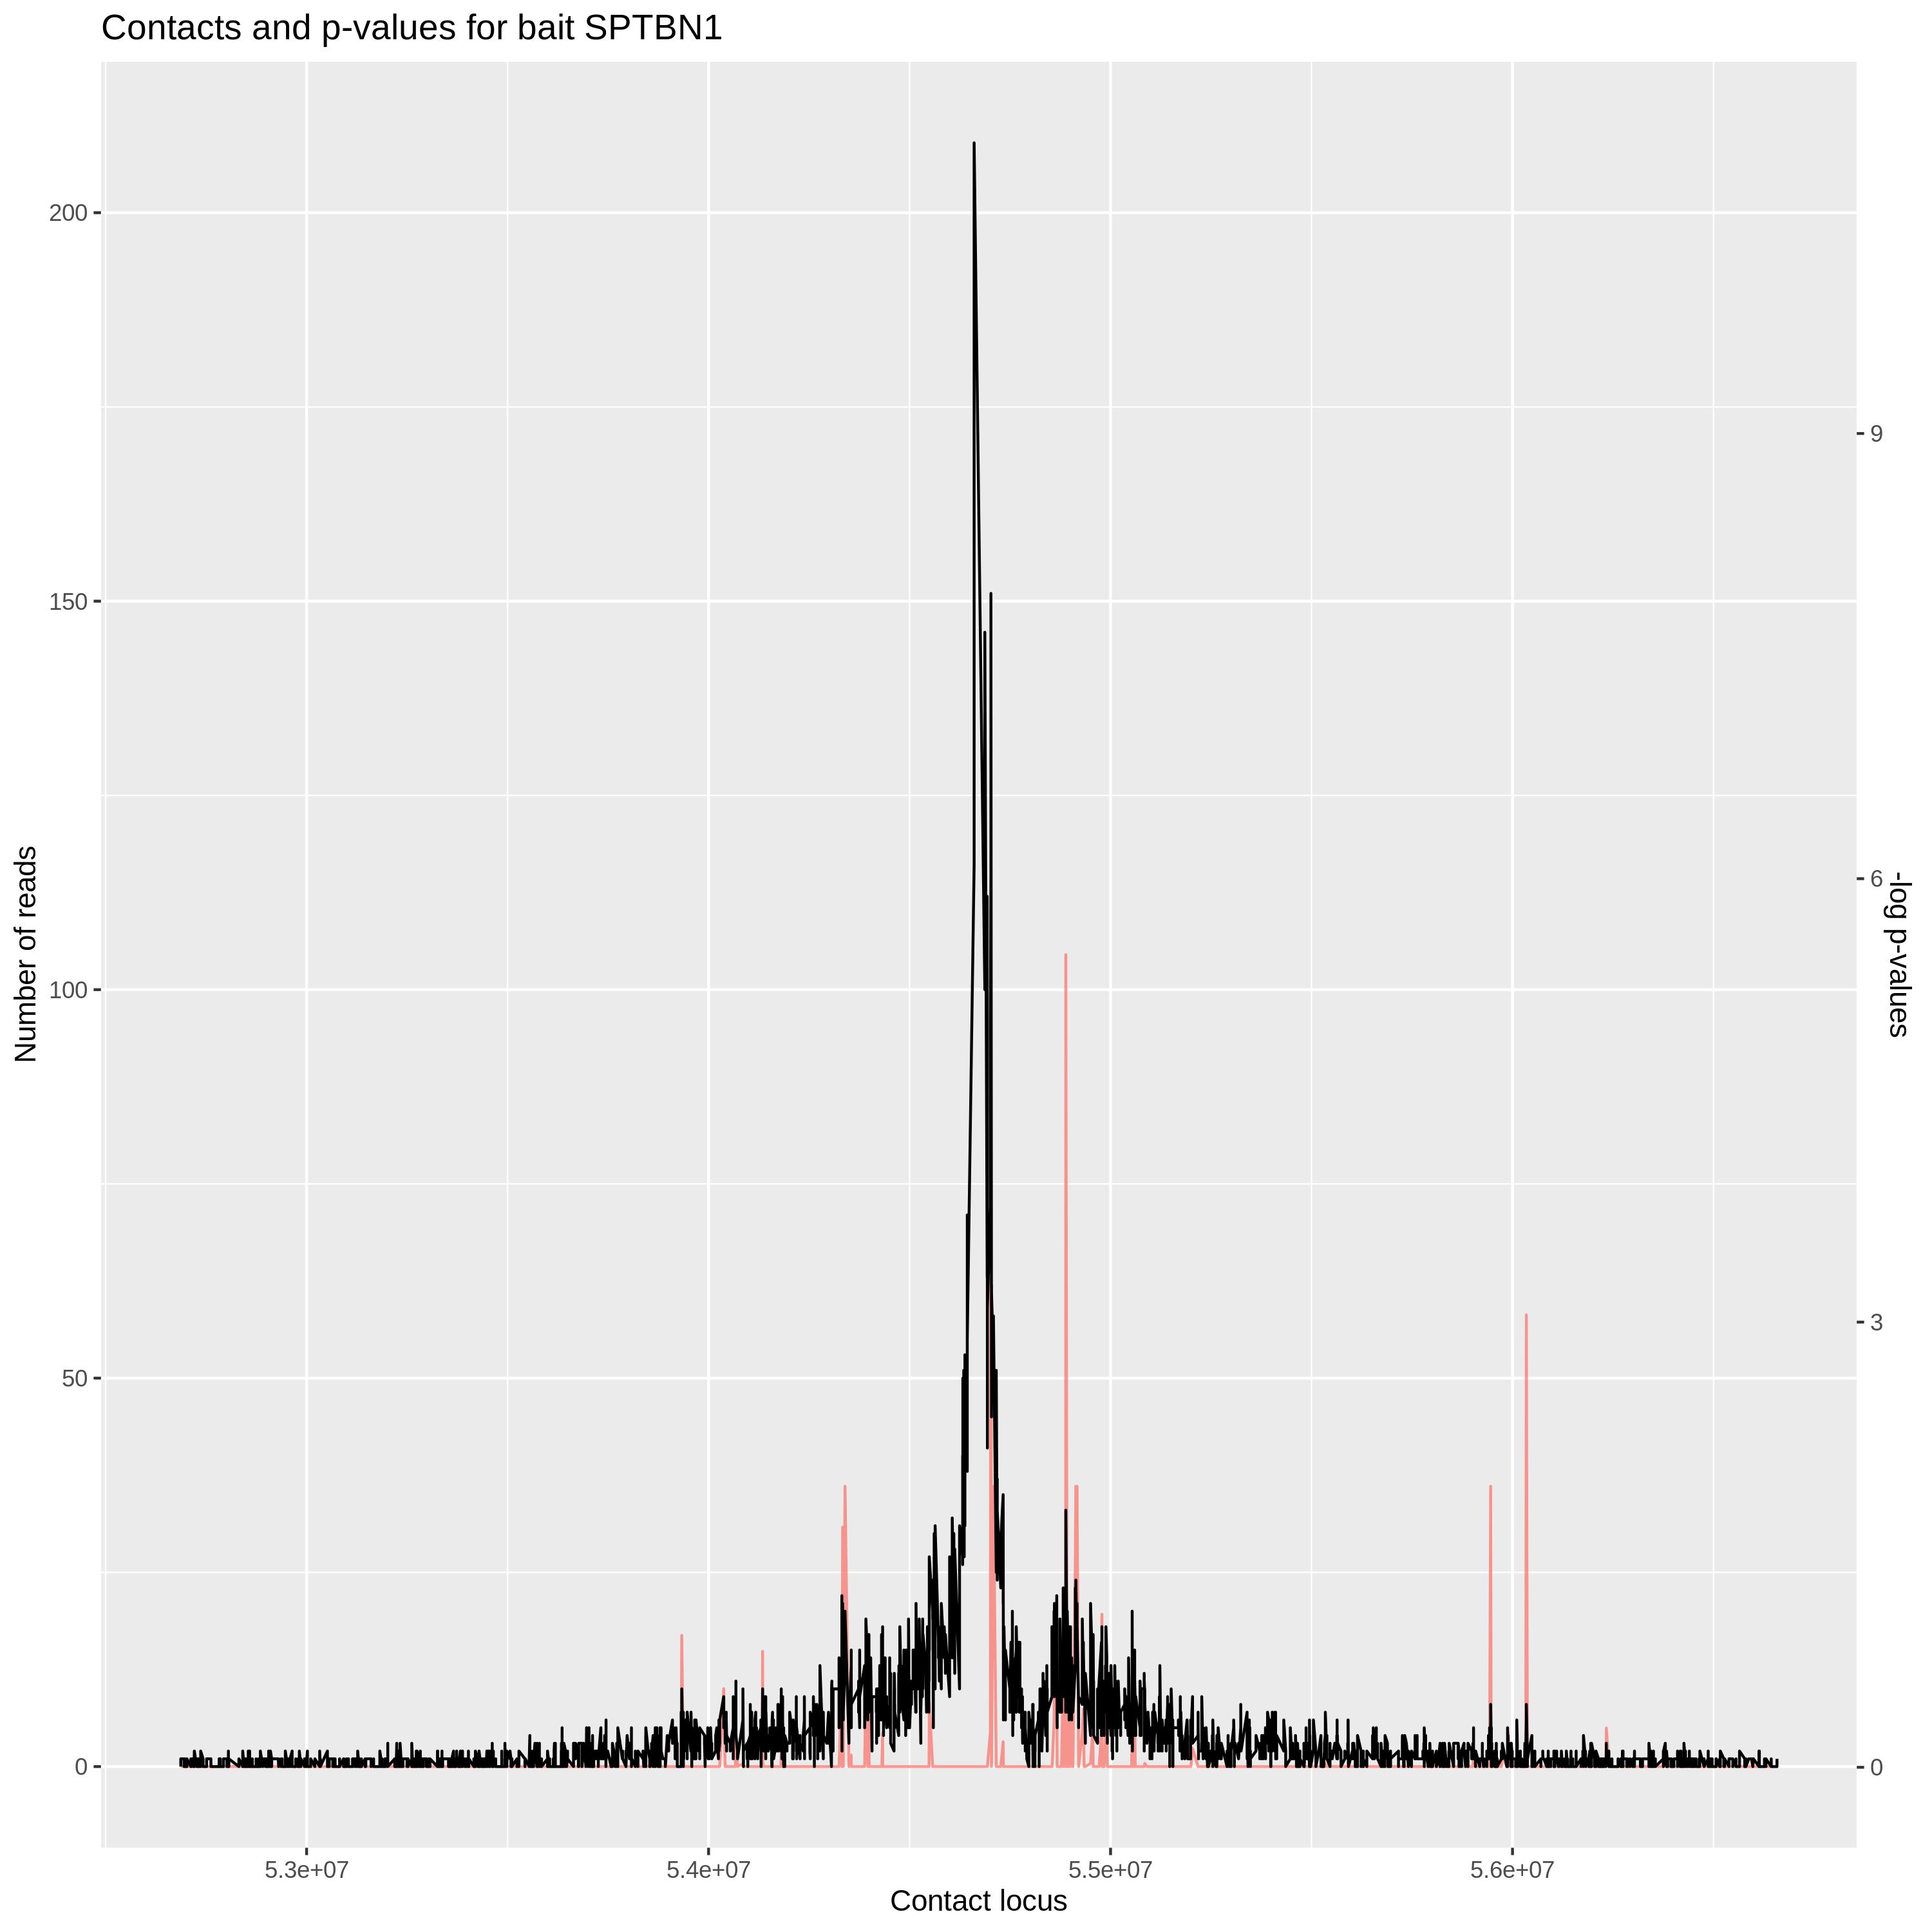 Contacts and p-values for bait SPTBN1
200
150
100
50
0
Number of reads
9
6
3
0
-log p-values
5.3e+07
5.4e+07
5.5e+07
5.6e+07
Contact locus